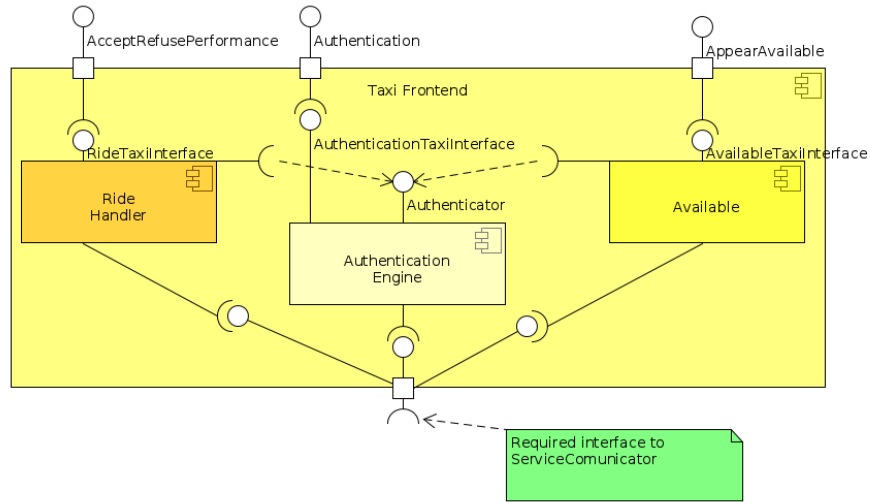 AcceptRefusePerformance
Authentication
AppearAvailable
Taxi Frontend
RideTaxiInterface
AuthenticationTaxiInterface
AvailableTaxiInterface
Ride
Handler
Authenticator
Available
Authentication
Engine
Required interface to
ServiceComunicator